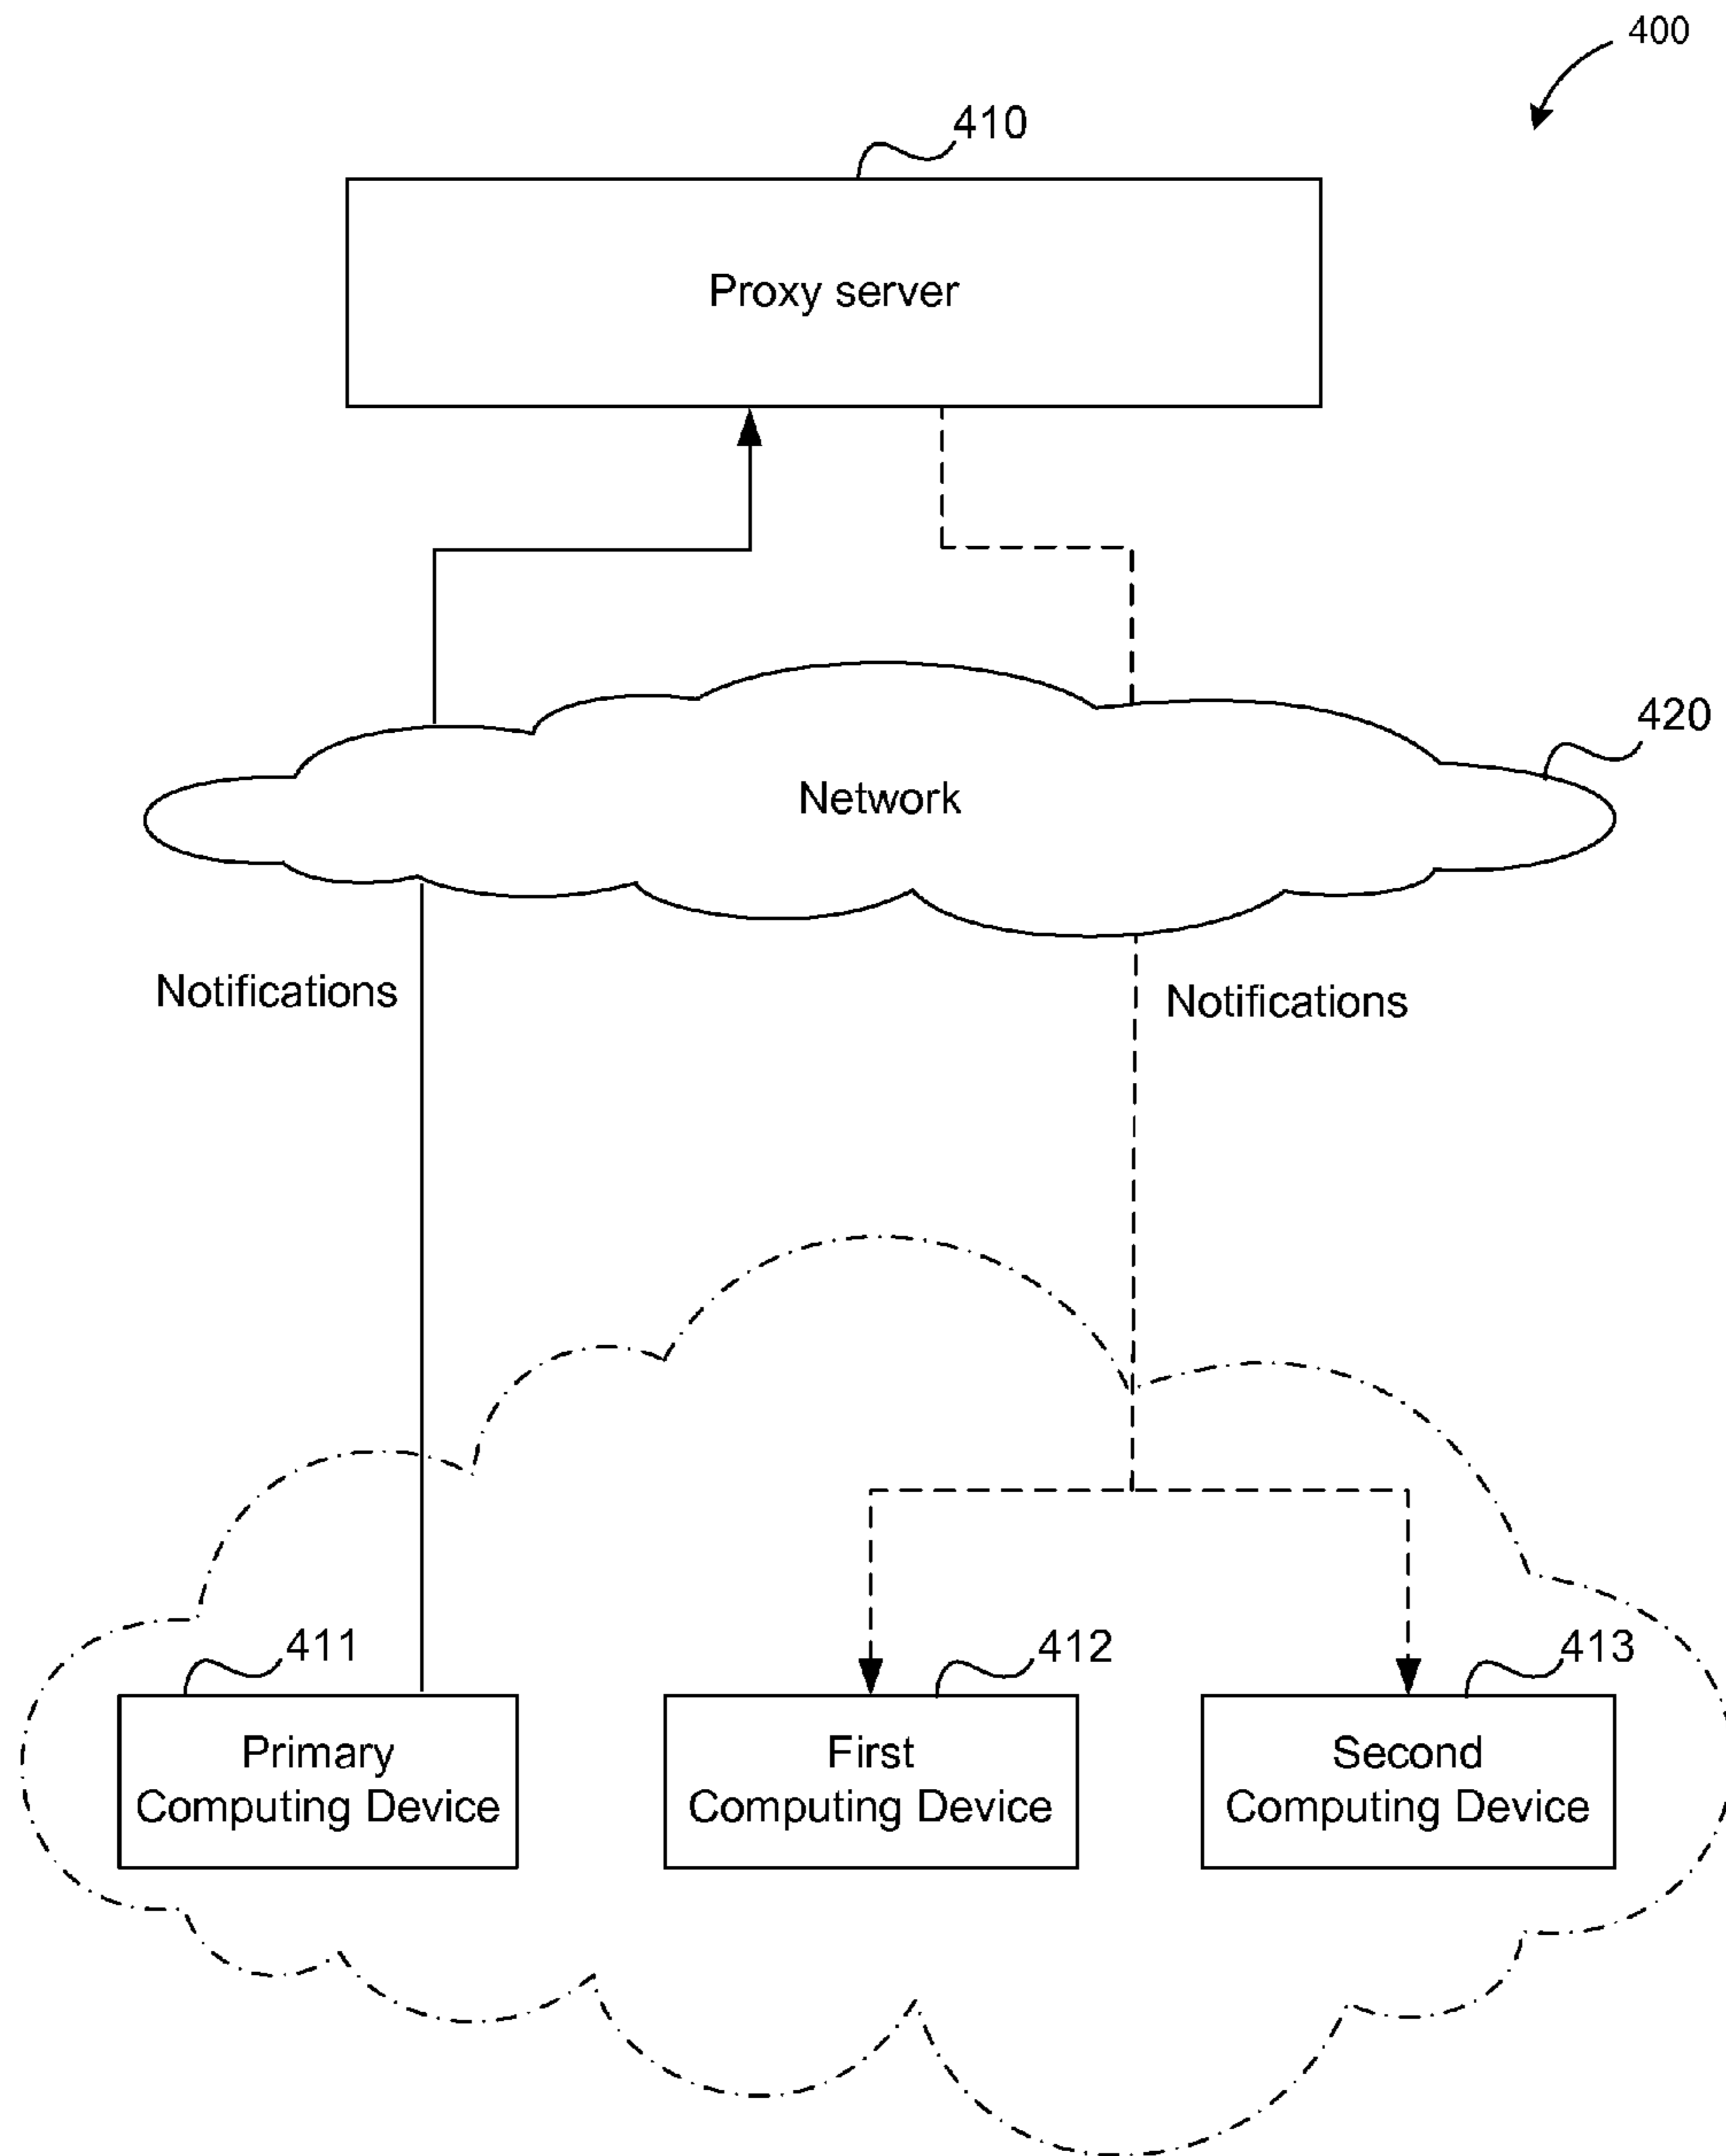 400
410
Proxy server
420
Network
Notifications
Notifications
411
412
413
Primary
Computing Device
First
Computing Device
Second
Computing Device